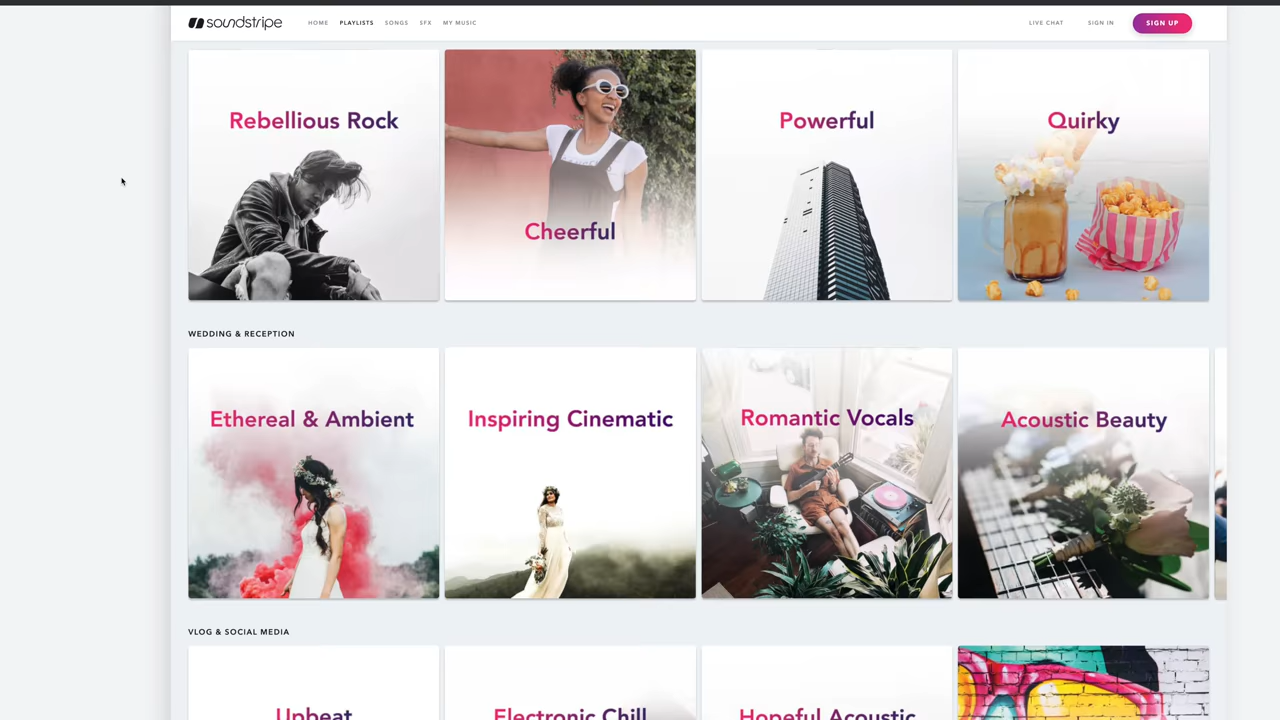 soundstripe HOME PLAYLISTS SONGS SFX MY MUSIC LIVE CHAT SIGN IN SIGN UP
Rebellious Rock
Cheerful
Powerful
Quirky
WEDDING & RECEPTION
Ethereal & Ambient
Inspiring Cinematic
Romantic Vocals
Acoustic Beauty
VLOG & SOCIAL MEDIA
Upbeat
Electronic Chill
Hopeful Acoustic